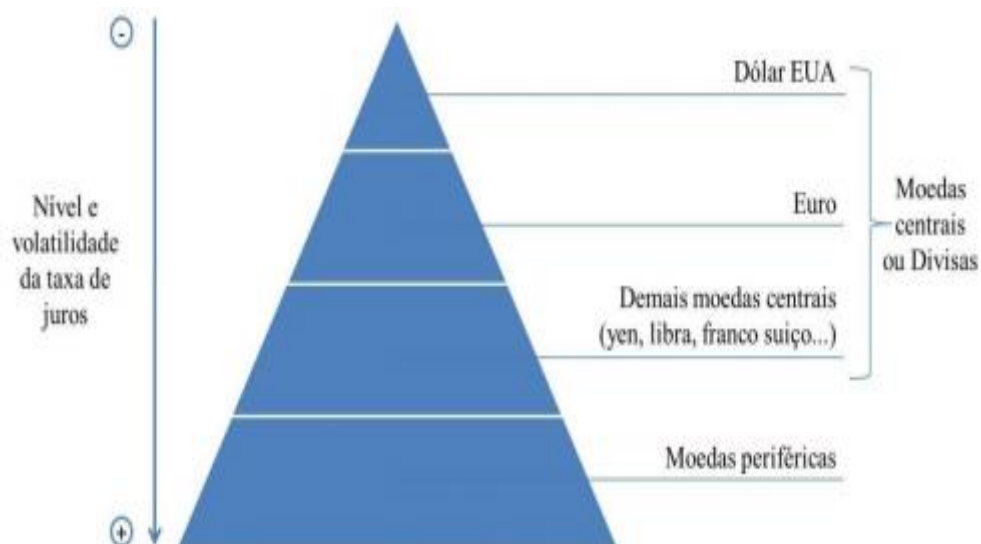 -
Nível e
volatilidade
da taxa de
juros
+
Dólar EUA
Euro
Demais moedas centrais
(yen, libra, franco suiço...)
Moedas periféricas
Moedas
centrais
ou Divisas